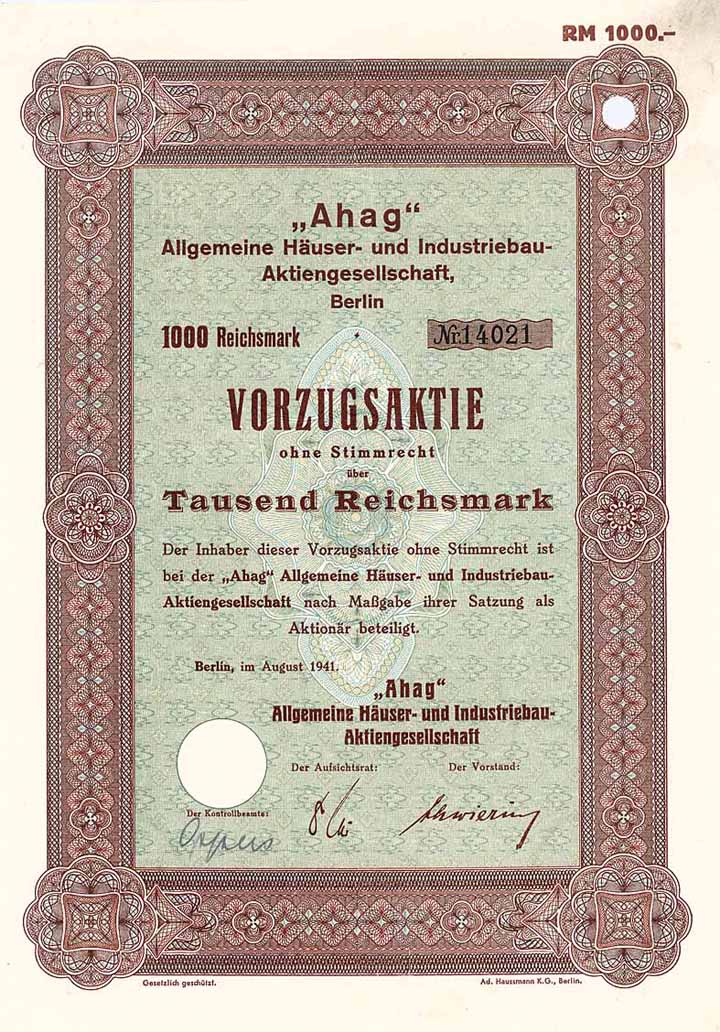 RM 1000.–
„Ahag“
Allgemeine Häuser- und Industriebau-
Aktiengesellschaft,
Berlin
1000 Reichsmark
Nr. 14021
VORZUGSAKTIE
ohne Stimmrecht
über
Tausend Reichsmark
Der Inhaber dieser Vorzugsaktie ohne Stimmrecht ist
bei der „Ahag“ Allgemeine Häuser- und Industriebau-
Aktiengesellschaft nach Maßgabe ihrer Satzung als
Aktionär beteiligt.
Berlin, im August 1941.
„Ahag“
Allgemeine Häuser- und Industriebau-
Aktiengesellschaft
Der Aufsichtsrat: Der Vorstand:
Der Kontrollbeamte:
Schwiering
Gesetzlich geschützt. Ad. Haussmann K.G., Berlin.